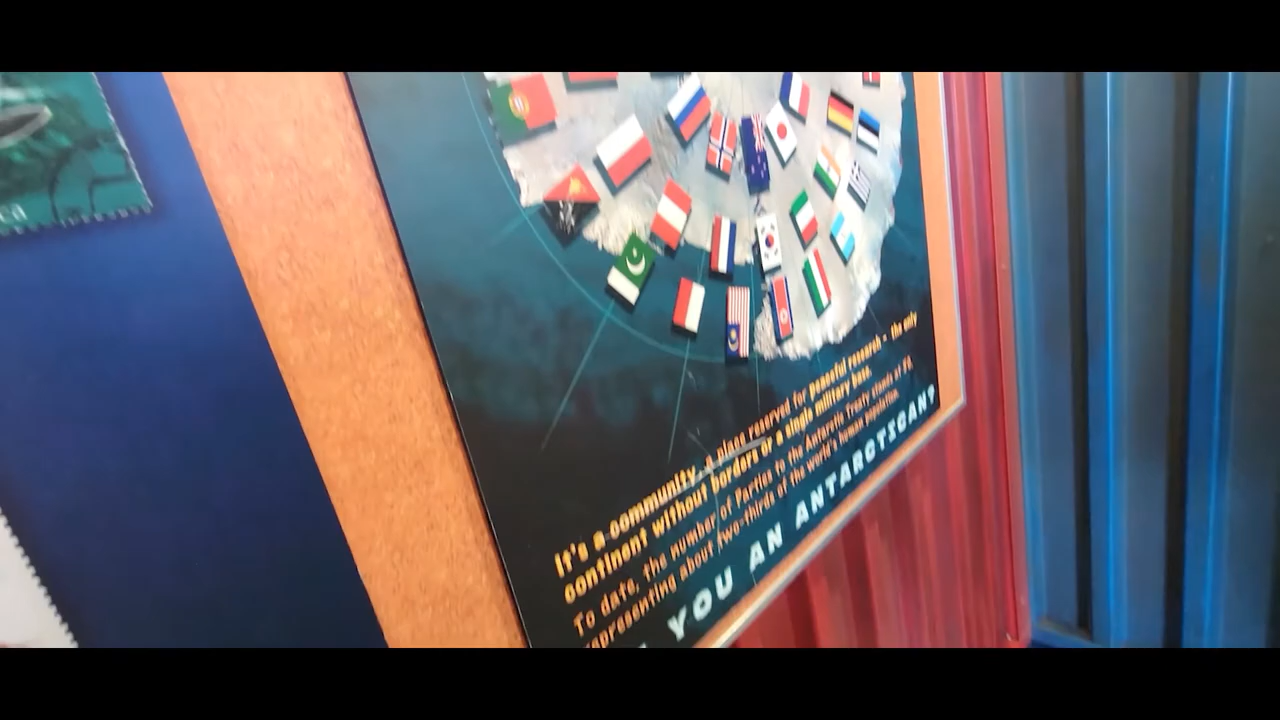 It's a community, a place reserved for peaceful research - the only
continent without borders or a single military base.
To date, the number of Parties to the Antarctic Treaty stands at
representing about two-thirds of the world's human population.
YOU AN ANTARCTICAN?